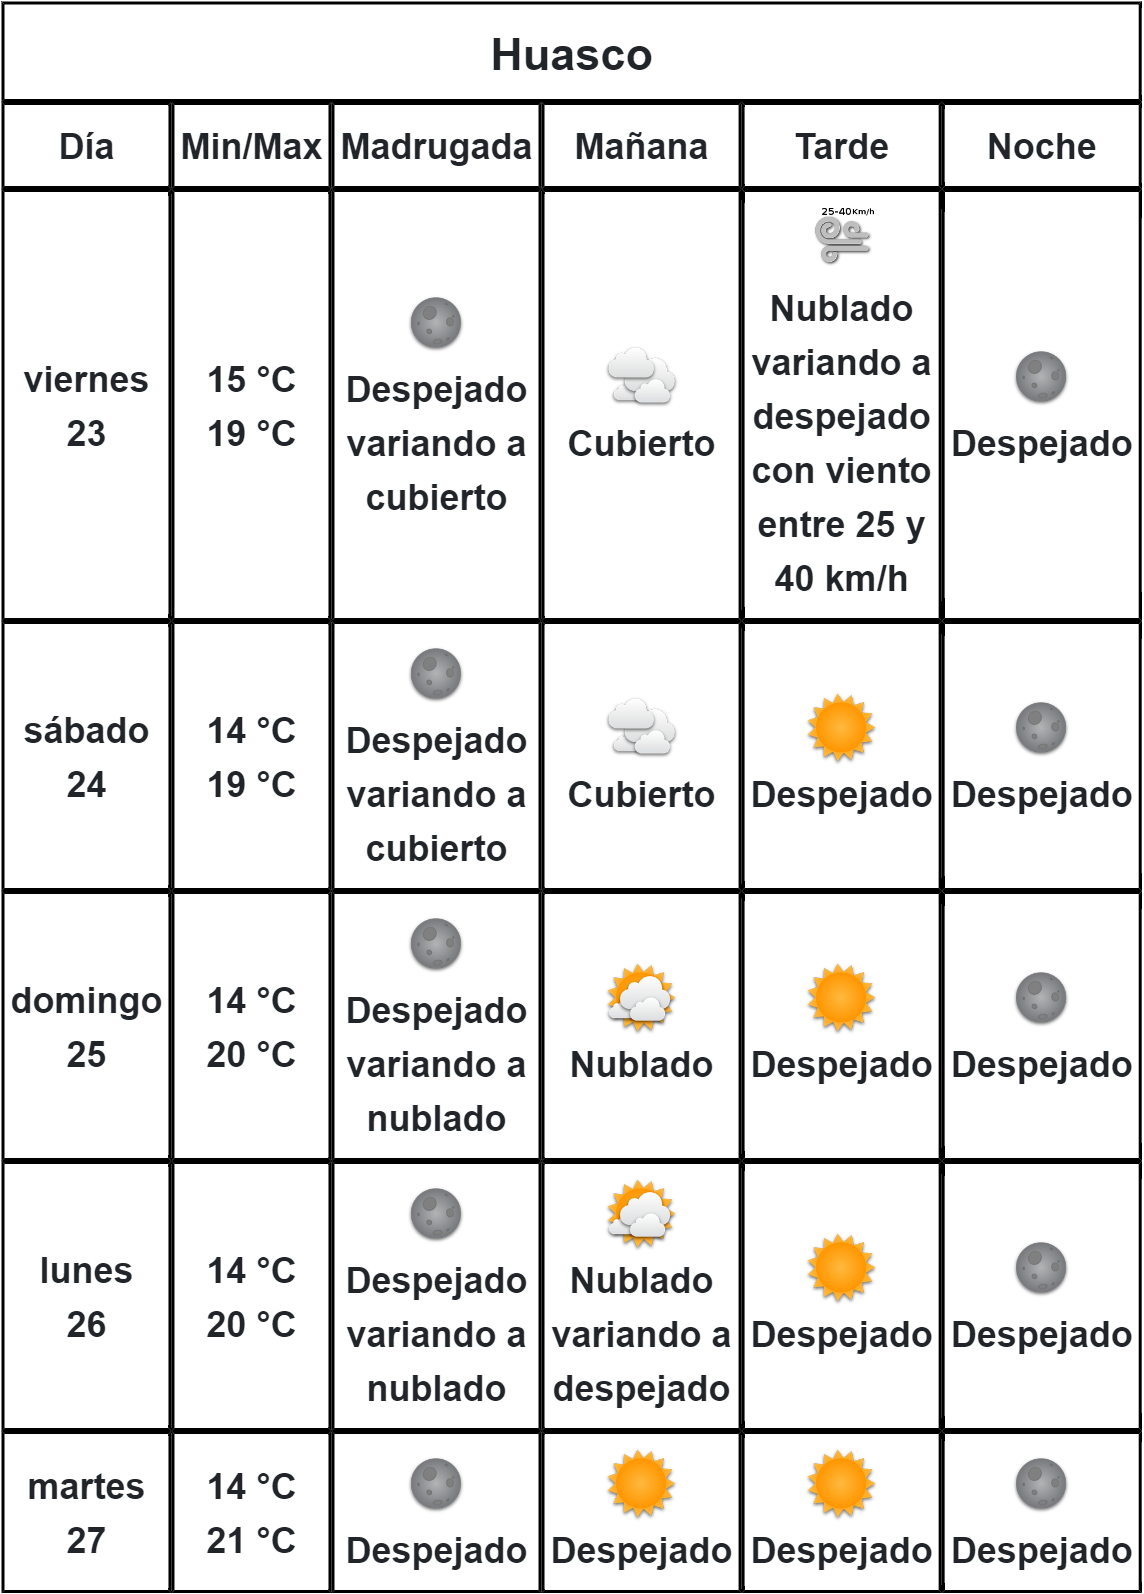 Huasco
Día Min/Max Madrugada Mañana Tarde Noche
viernes
23
15 °C
19 °C
Despejado
variando a
cubierto
Cubierto
25-40Km/h
Nublado
variando a
despejado
con viento
entre 25 y
40 km/h
Despejado
sábado
24
14 °C
19 °C
Despejado
variando a
cubierto
Cubierto
Despejado
Despejado
domingo
25
14 °C
20 °C
Despejado
variando a
nublado
Nublado
Despejado
Despejado
lunes
26
14 °C
20 °C
Despejado
variando a
nublado
Nublado
variando a
despejado
Despejado
Despejado
martes
27
14 °C
21 °C
Despejado
Despejado
Despejado
Despejado